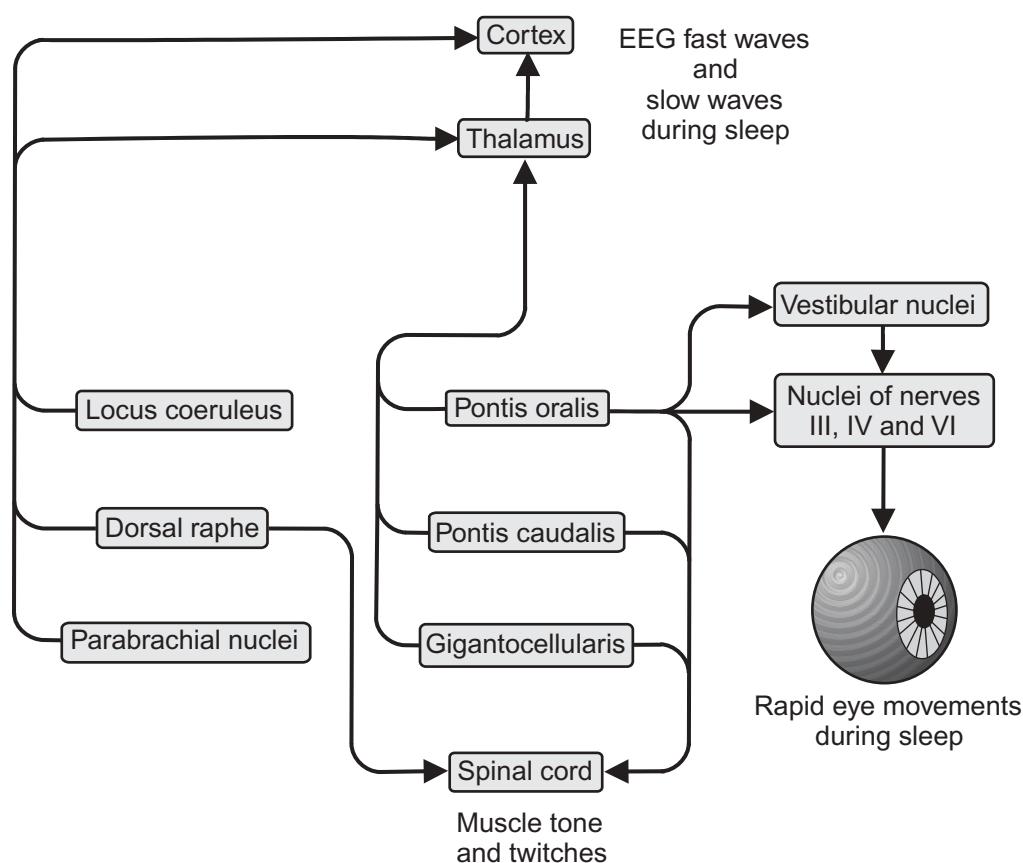 Cortex
EEG fast waves
and
slow waves
during sleep
Thalamus
Vestibular nuclei
Nuclei of nerves
III, IV and VI
Locus coeruleus
Pontis oralis
Dorsal raphe
Pontis caudalis
Parabrachial nuclei
Gigantocellularis
Rapid eye movements
during sleep
Spinal cord
Muscle tone
and twitches